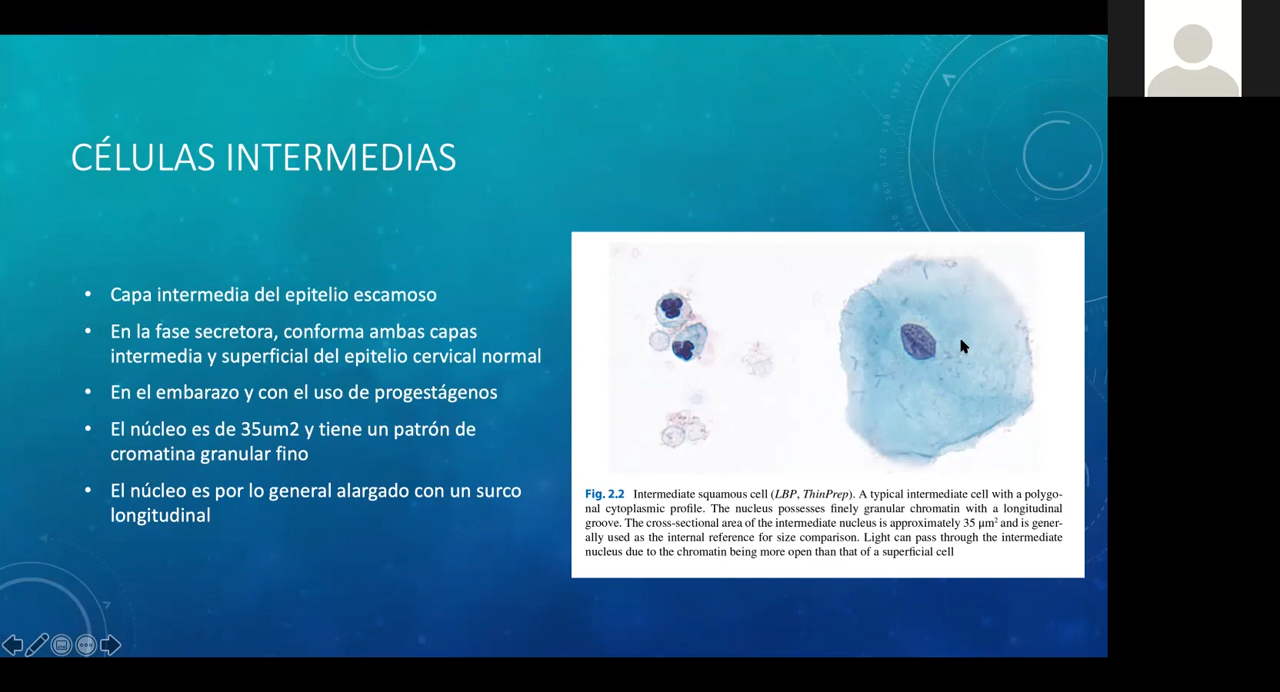 CÉLULAS INTERMEDIAS
• Capa intermedia del epitelio escamoso
• En la fase secretora, conforma ambas capas
intermedia y superficial del epitelio cervical normal
• En el embarazo y con el uso de progestágenos
• El núcleo es de 35um2 y tiene un patrón de
cromatina granular fino
• El núcleo es por lo general alargado con un surco
longitudinal
Fig. 2.2 Intermediate squamous cell (LBP, ThinPrep). A typical intermediate cell with a polygo-
nal cytoplasmic profile. The nucleus possesses finely granular chromatin with a longitudinal
groove. The cross-sectional area of the intermediate nucleus is approximately 35 μm² and is gener-
ally used as the internal reference for size comparison. Light can pass through the intermediate
nucleus due to the chromatin being more open than that of a superficial cell